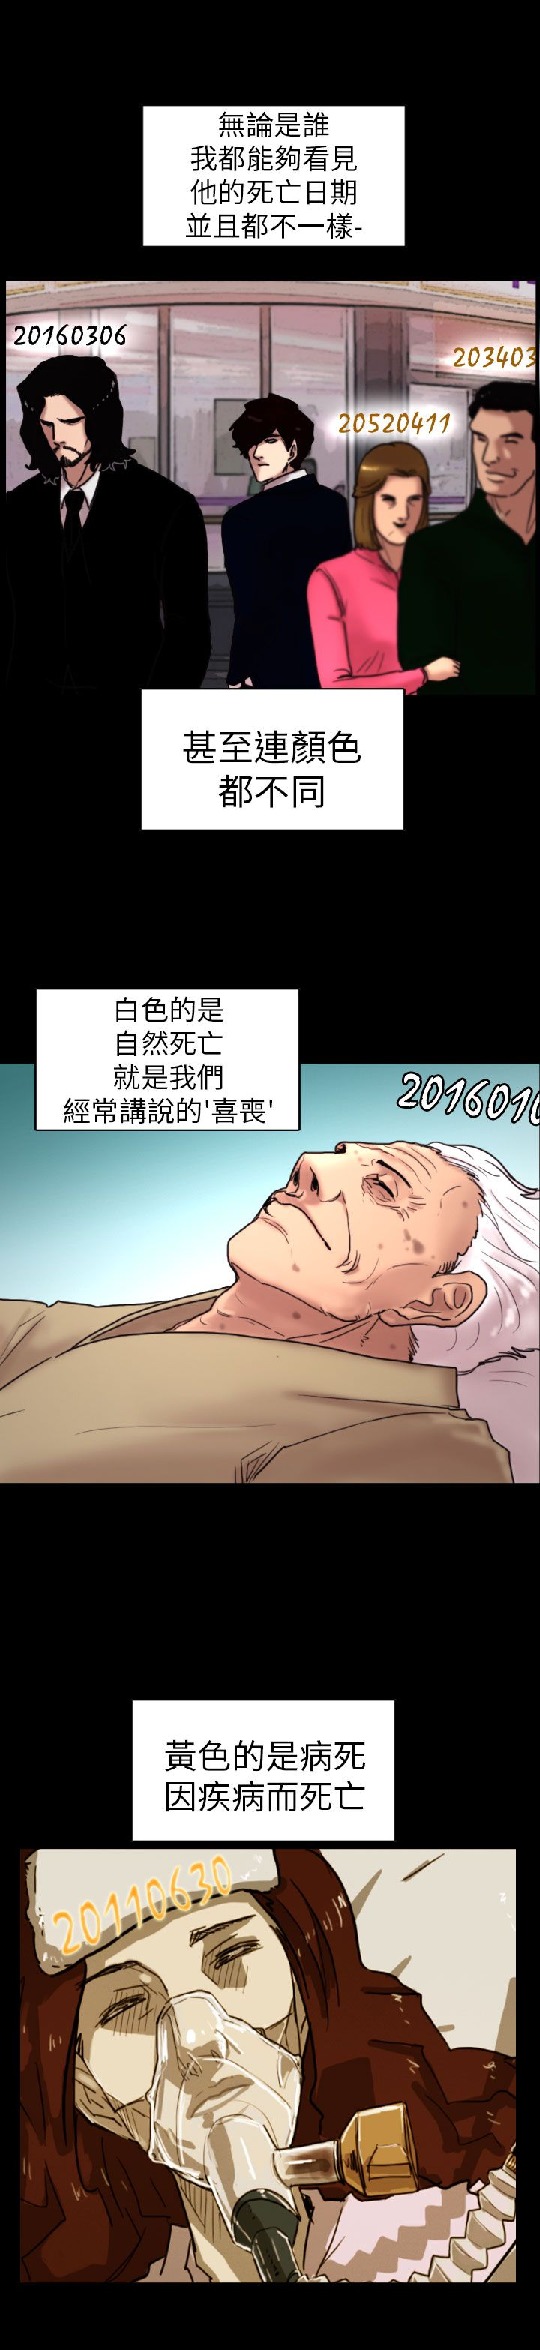 無論是誰
我都能夠看見
他的死亡日期
並且都不一樣-
20160306
203403
20520411
甚至連顏色
都不同
白色的是
自然死亡
就是我們
經常講說的'喜喪'
2016010
黃色的是病死
因疾病而死亡
20110630